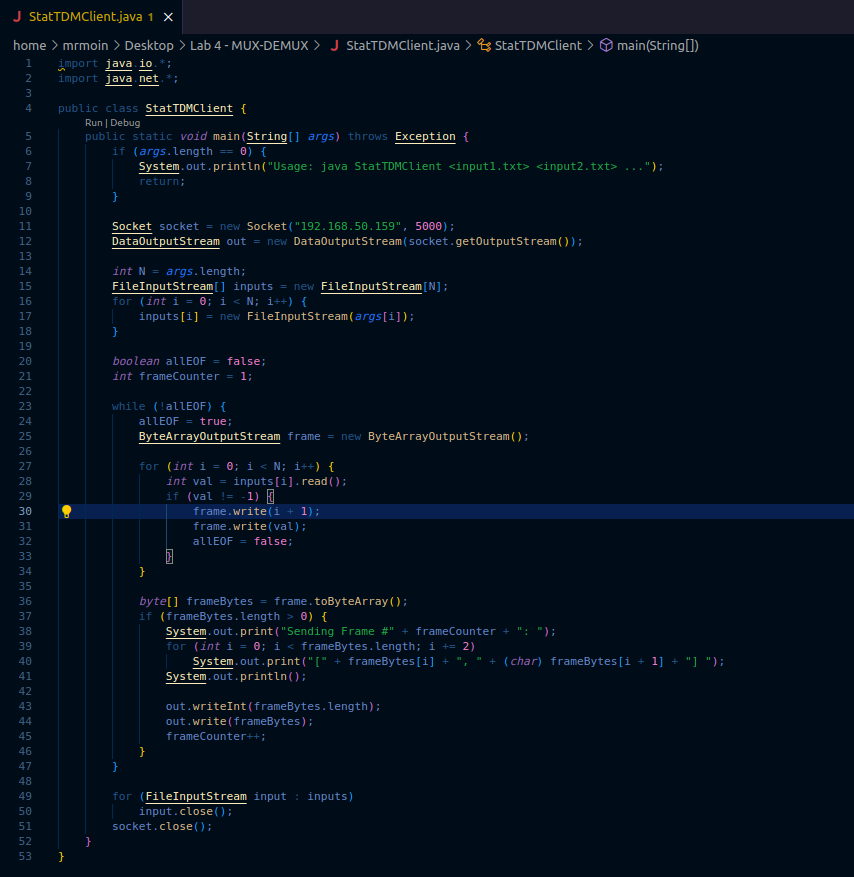 J StatTDMClient.java 1 ×
home > mrmoin > Desktop > Lab 4 - MUX-DEMUX > J StatTDMClient.java > StatTDMClient > main(String[])
1 import java.io.*;
2 import java.net.*;
3
4 public class StatTDMClient {
Run | Debug
5 public static void main(String[] args) throws Exception {
6 if (args.length == 0) {
7 System.out.println("Usage: java StatTDMClient <input1.txt> <input2.txt> ...");
8 return;
9 }
10
11 Socket socket = new Socket("192.168.50.159", 5000);
12 DataOutputStream out = new DataOutputStream(socket.getOutputStream());
13
14 int N = args.length;
15 FileInputStream[] inputs = new FileInputStream[N];
16 for (int i = 0; i < N; i++) {
17 inputs[i] = new FileInputStream(args[i]);
18 }
19
20 boolean allEOF = false;
21 int frameCounter = 1;
22
23 while (!allEOF) {
24 allEOF = true;
25 ByteArrayOutputStream frame = new ByteArrayOutputStream();
26
27 for (int i = 0; i < N; i++) {
28 int val = inputs[i].read();
29 if (val != -1) {
30 frame.write(i + 1);
31 frame.write(val);
32 allEOF = false;
33 }
34 }
35
36 byte[] frameBytes = frame.toByteArray();
37 if (frameBytes.length > 0) {
38 System.out.print("Sending Frame #" + frameCounter + ": ");
39 for (int i = 0; i < frameBytes.length; i += 2)
40 System.out.print("[" + frameBytes[i] + ", " + (char) frameBytes[i + 1] + "] ");
41 System.out.println();
42
43 out.writeInt(frameBytes.length);
44 out.write(frameBytes);
45 frameCounter++;
46 }
47 }
48
49 for (FileInputStream input : inputs)
50 input.close();
51 socket.close();
52 }
53 }